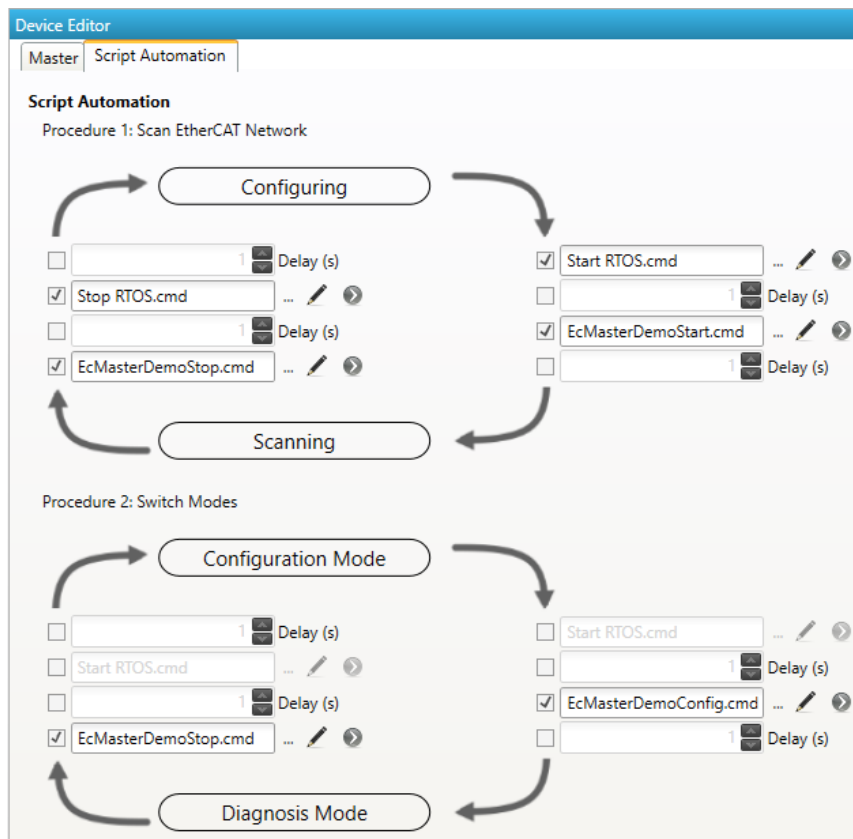 Device Editor
Master Script Automation
Script Automation
Procedure 1: Scan EtherCAT Network
Configuring
1 Delay (s) Start RTOS.cmd ...
Stop RTOS.cmd ... 1 Delay (s)
1 Delay (s) EcMasterDemoStart.cmd ...
EcMasterDemoStop.cmd ... 1 Delay (s)
Scanning
Procedure 2: Switch Modes
Configuration Mode
1 Delay (s) Start RTOS.cmd ...
Start RTOS.cmd ... 1 Delay (s)
1 Delay (s) EcMasterDemoConfig.cmd ...
EcMasterDemoStop.cmd ... 1 Delay (s)
Diagnosis Mode